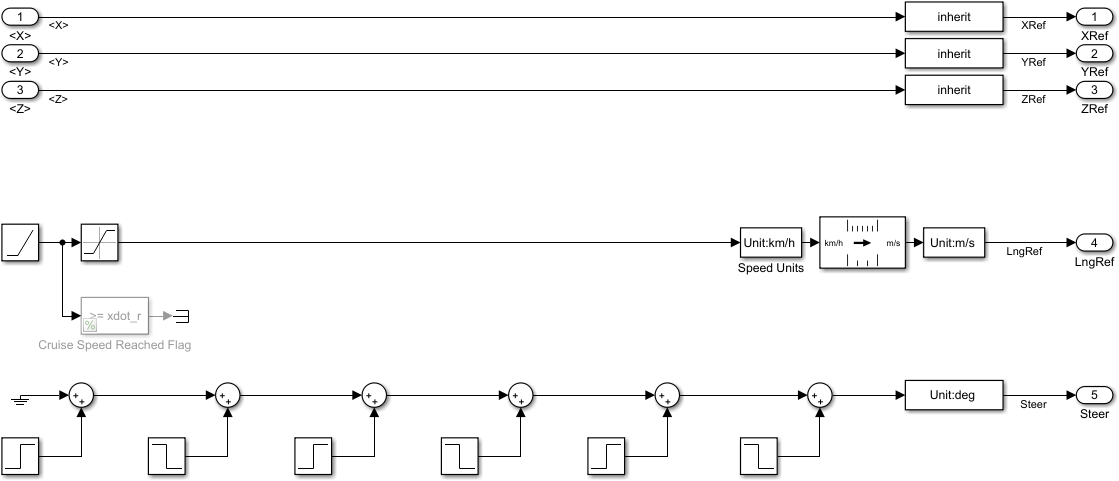 1
<X>
<X>
inherit
XRef
1
XRef
2
<Y>
<Y>
inherit
YRef
2
YRef
3
<Z>
<Z>
inherit
ZRef
3
ZRef
Unit:km/h
Speed Units
km/h
m/s
Unit:m/s
LngRef
4
LngRef
>= xdot_r
%
Cruise Speed Reached Flag
+
+
+
+
+
+
+
+
+
+
+
+
Unit:deg
Steer
5
Steer